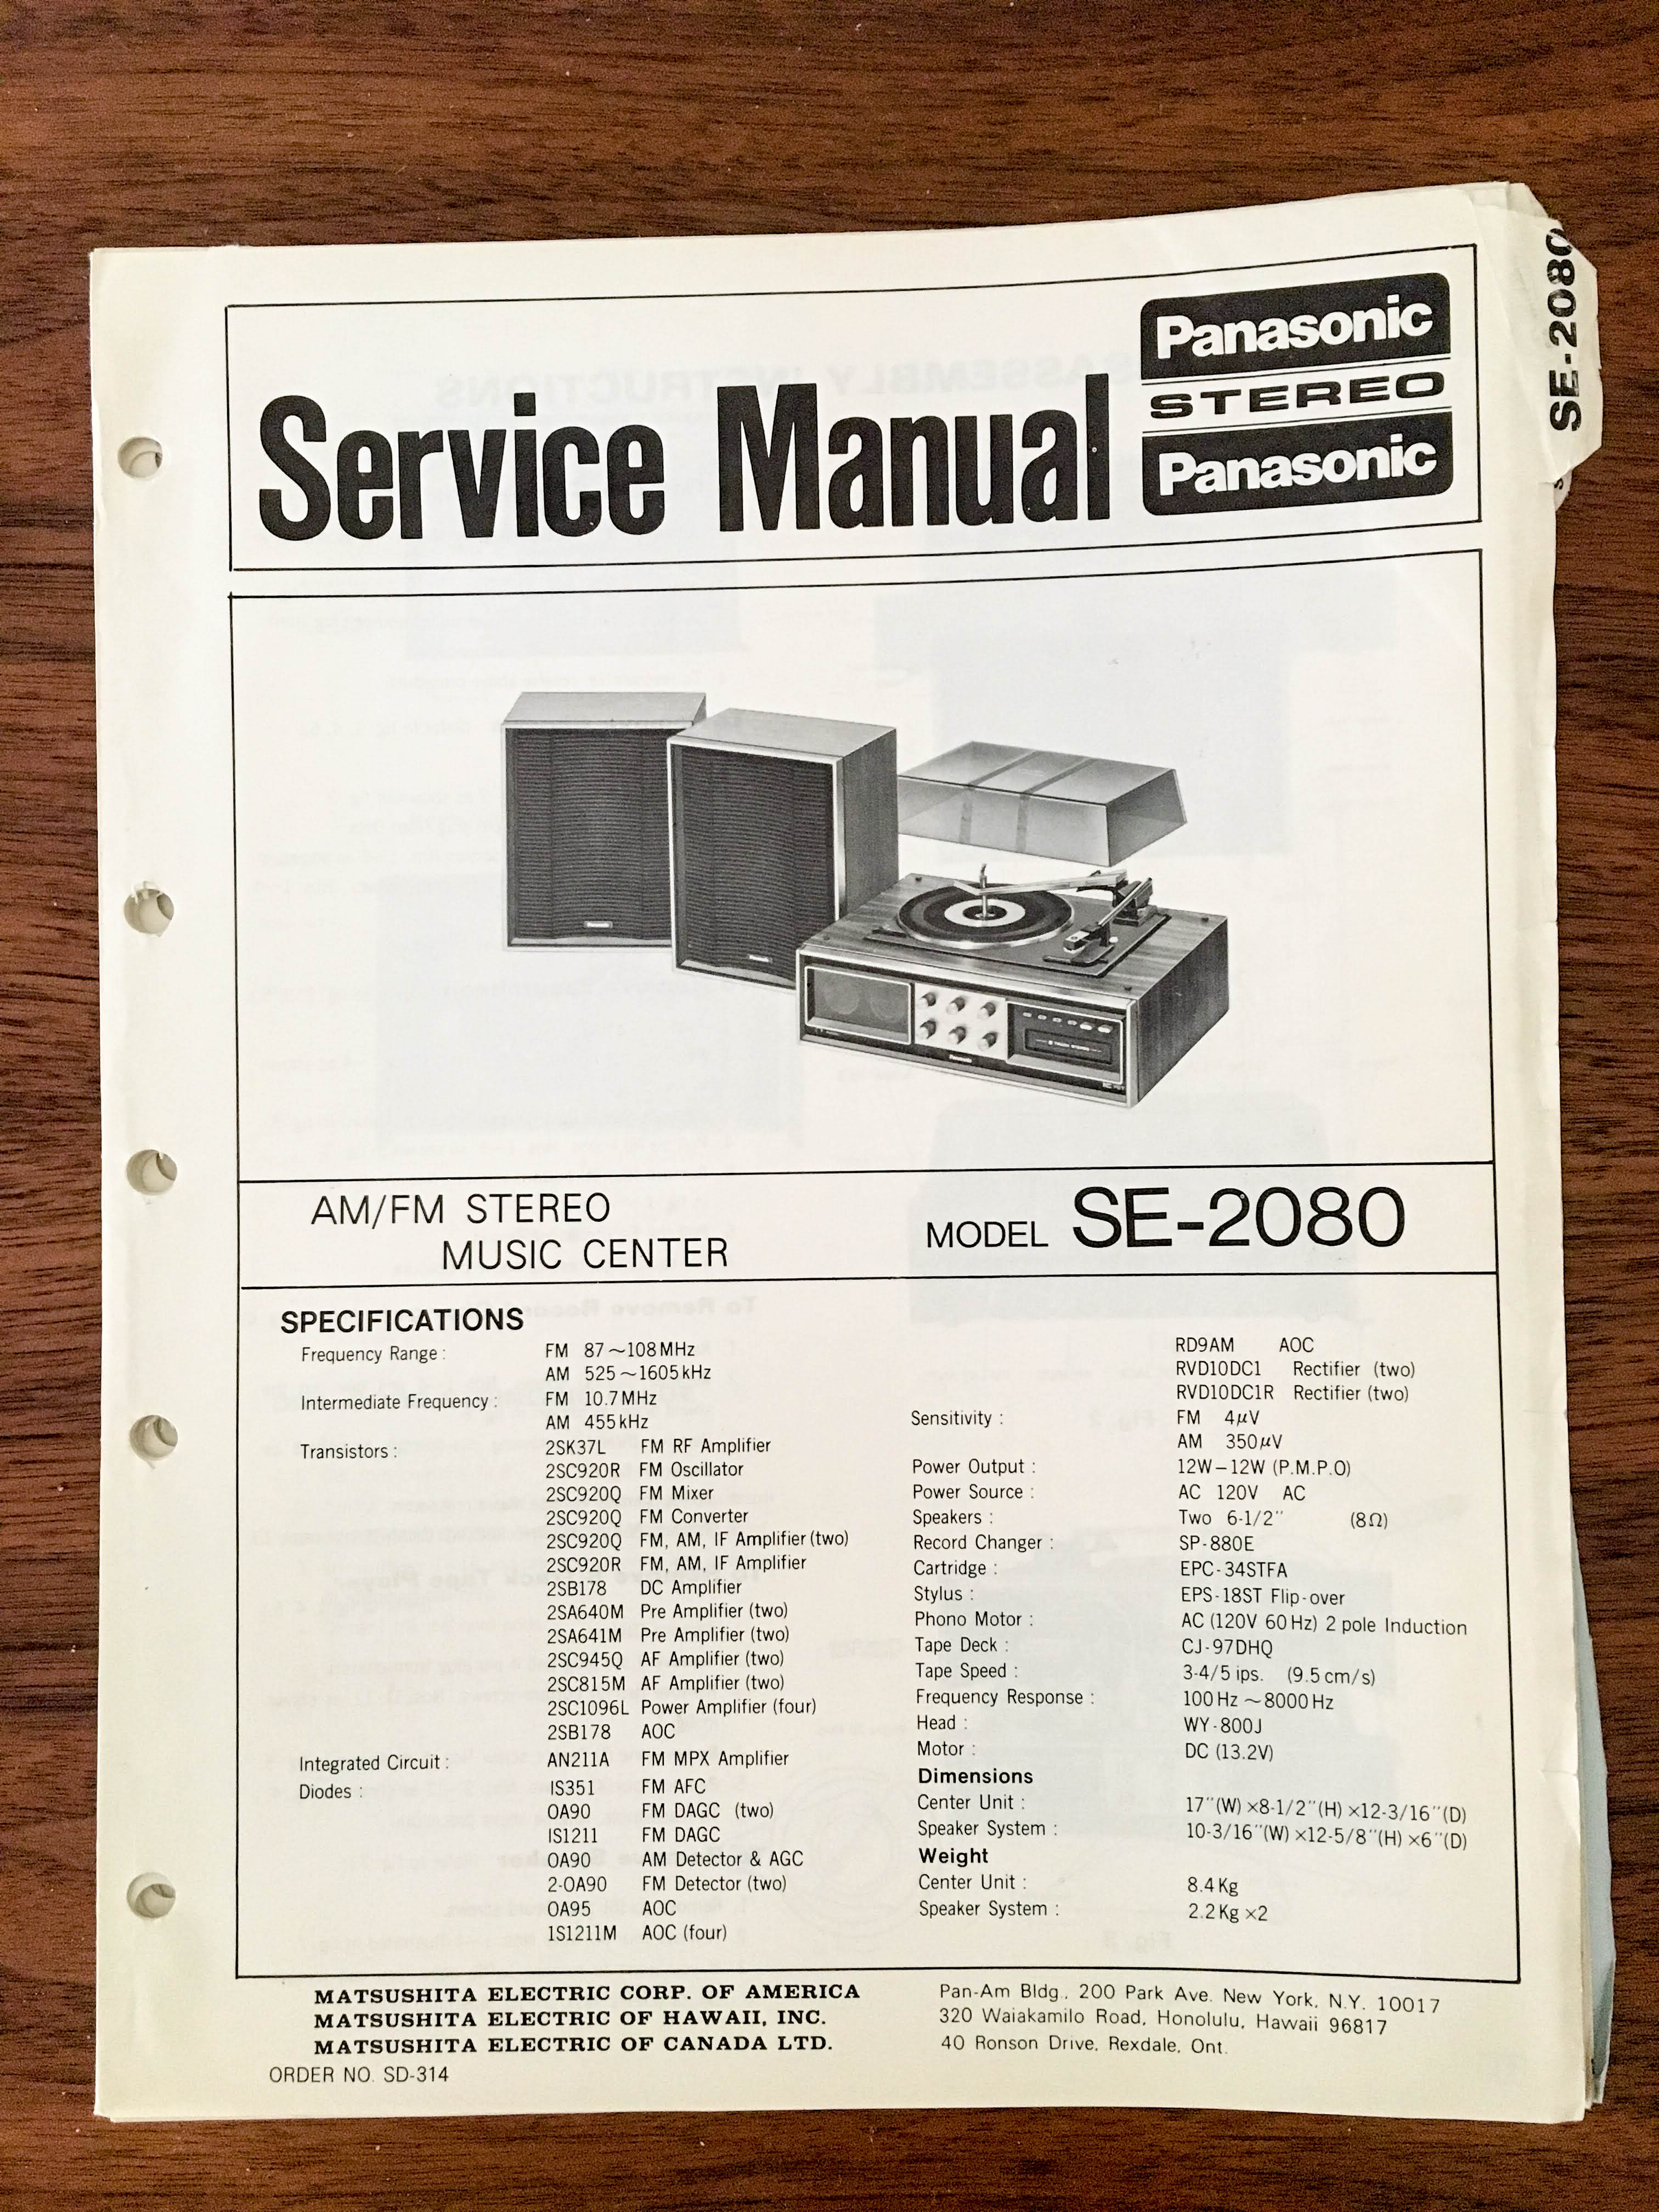 Service Manual
Panasonic
STEREO
Panasonic
SE-2080
AM/FM STEREO
MUSIC CENTER
MODEL SE-2080
SPECIFICATIONS
Frequency Range : FM 87~108MHz
AM 525~1605kHz
Intermediate Frequency : FM 10.7MHz
AM 455kHz
Transistors : 2SK37L FM RF Amplifier
2SC920R FM Oscillator
2SC920Q FM Mixer
2SC920Q FM Converter
2SC920Q FM, AM, IF Amplifier (two)
2SC920R FM, AM, IF Amplifier
2SB178 DC Amplifier
2SA640M Pre Amplifier (two)
2SA641M Pre Amplifier (two)
2SC945Q AF Amplifier (two)
2SC815M AF Amplifier (two)
2SC1096L Power Amplifier (four)
2SB178 AOC
Integrated Circuit : AN211A FM MPX Amplifier
Diodes : IS351 FM AFC
OA90 FM DAGC (two)
IS1211 FM DAGC
OA90 AM Detector & AGC
2-OA90 FM Detector (two)
OA95 AOC
1S1211M AOC (four)
RD9AM AOC
RVD10DC1 Rectifier (two)
RVD10DC1R Rectifier (two)
Sensitivity : FM 4μV
AM 350μV
Power Output : 12W-12W (P.M.P.O)
Power Source : AC 120V AC
Speakers : Two 6-1/2" (8Ω)
Record Changer : SP-880E
Cartridge : EPC-34STFA
Stylus : EPS-18ST Flip-over
Phono Motor : AC (120V 60Hz) 2 pole Induction
Tape Deck : CJ-97DHQ
Tape Speed : 3-4/5 ips. (9.5cm/s)
Frequency Response : 100Hz~8000Hz
Head : WY-800J
Motor : DC (13.2V)
Dimensions
Center Unit : 17"(W) ×8-1/2"(H) ×12-3/16"(D)
Speaker System : 10-3/16"(W) ×12-5/8"(H) ×6"(D)
Weight
Center Unit : 8.4Kg
Speaker System : 2.2Kg ×2
MATSUSHITA ELECTRIC CORP. OF AMERICA Pan-Am Bldg., 200 Park Ave. New York, N.Y. 10017
MATSUSHITA ELECTRIC OF HAWAII, INC. 320 Waiakamilo Road, Honolulu, Hawaii 96817
MATSUSHITA ELECTRIC OF CANADA LTD. 40 Ronson Drive, Rexdale, Ont.
ORDER NO. SD-314